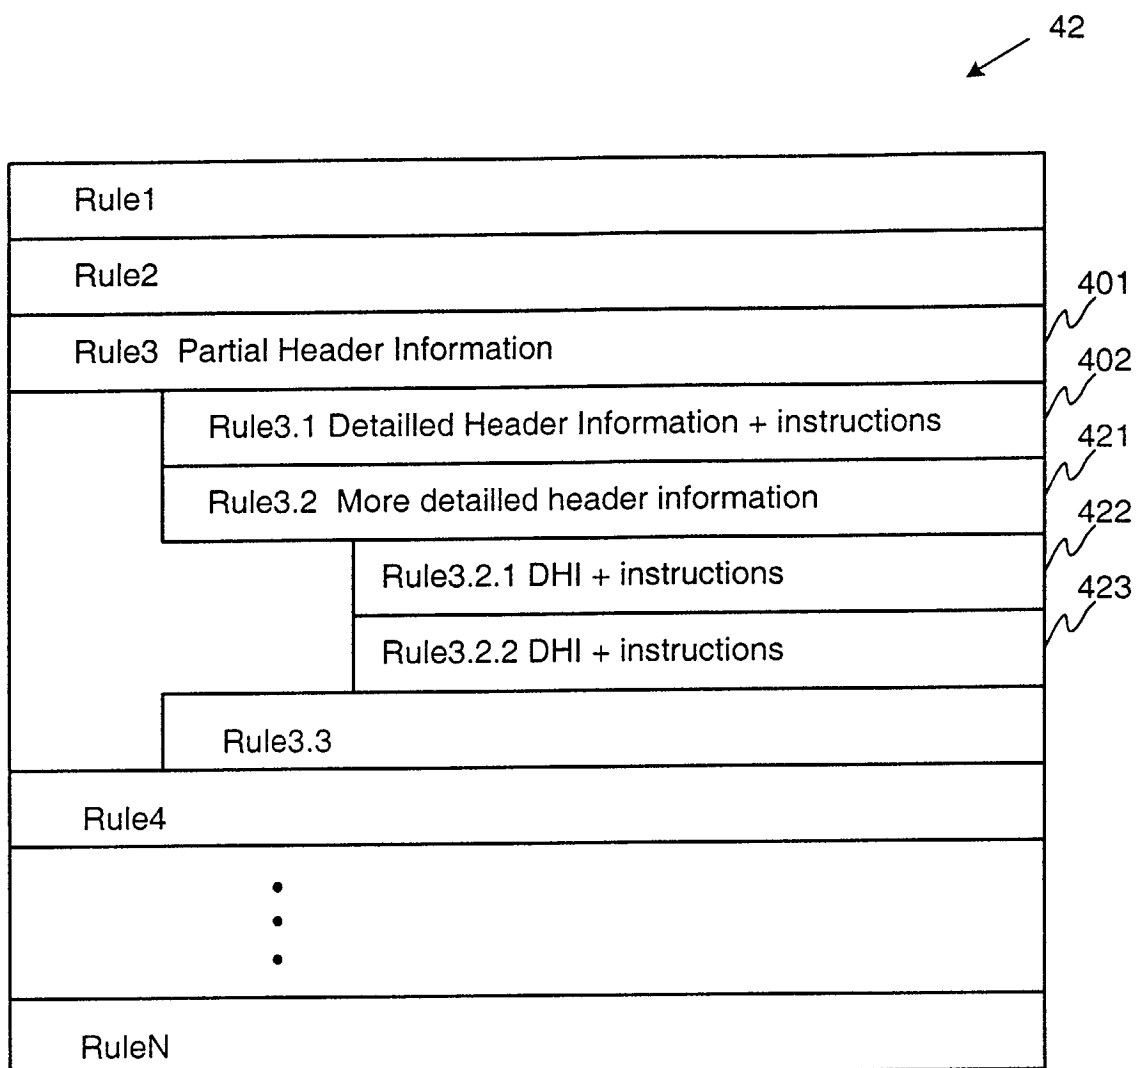 42
Rule1
Rule2
401
Rule3 Partial Header Information
402
Rule3.1 Detailled Header Information + instructions
421
Rule3.2 More detailled header information
422
Rule3.2.1 DHI + instructions
423
Rule3.2.2 DHI + instructions
Rule3.3
Rule4
RuleN